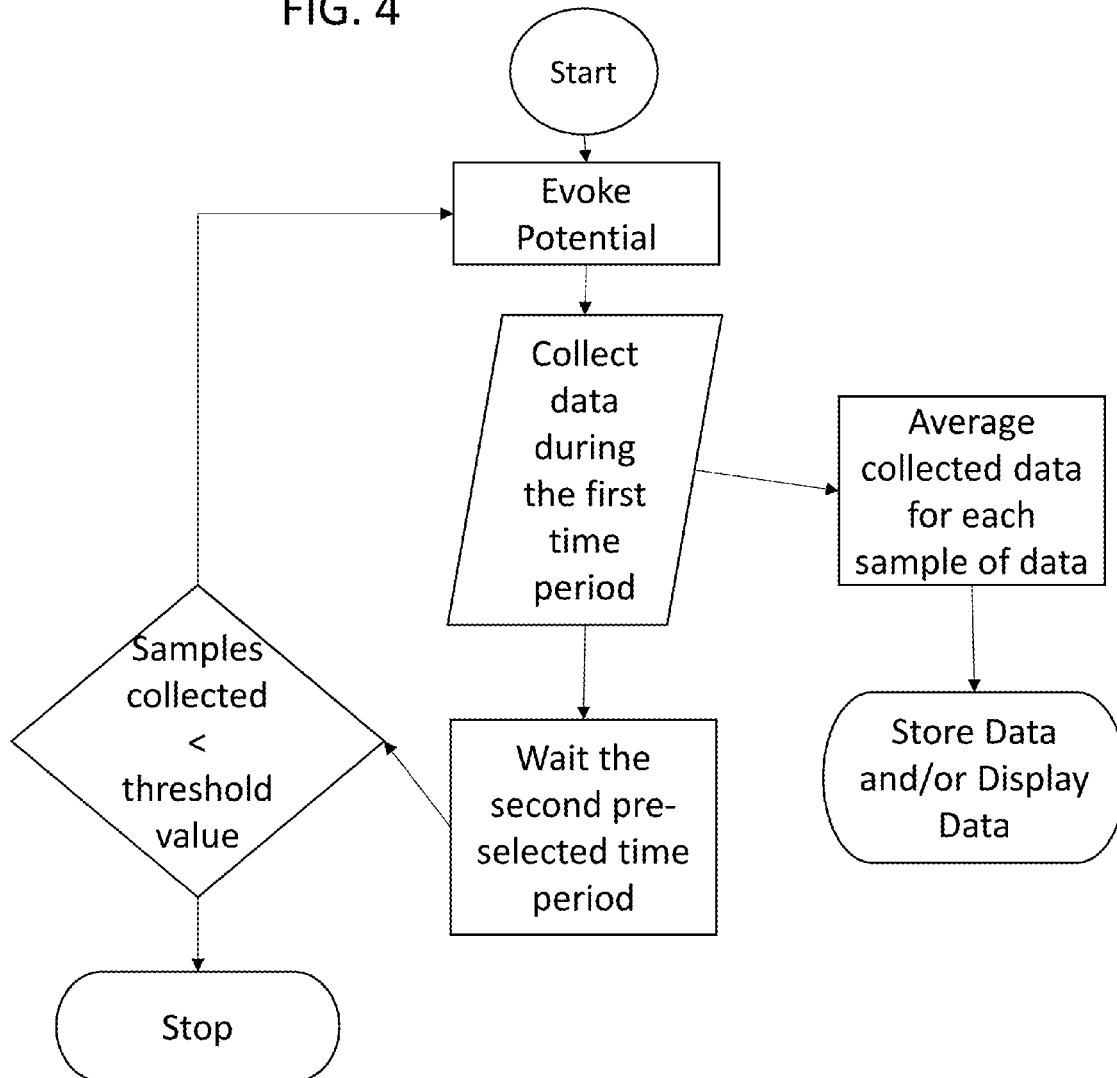 FIG. 4
Start
Evoke
Potential
Collect
data
during
the first
time
period
Average
collected data
for each
sample of data
Samples
collected
<
threshold
value
Wait the
second pre-
selected time
period
Store Data
and/or Display
Data
Stop